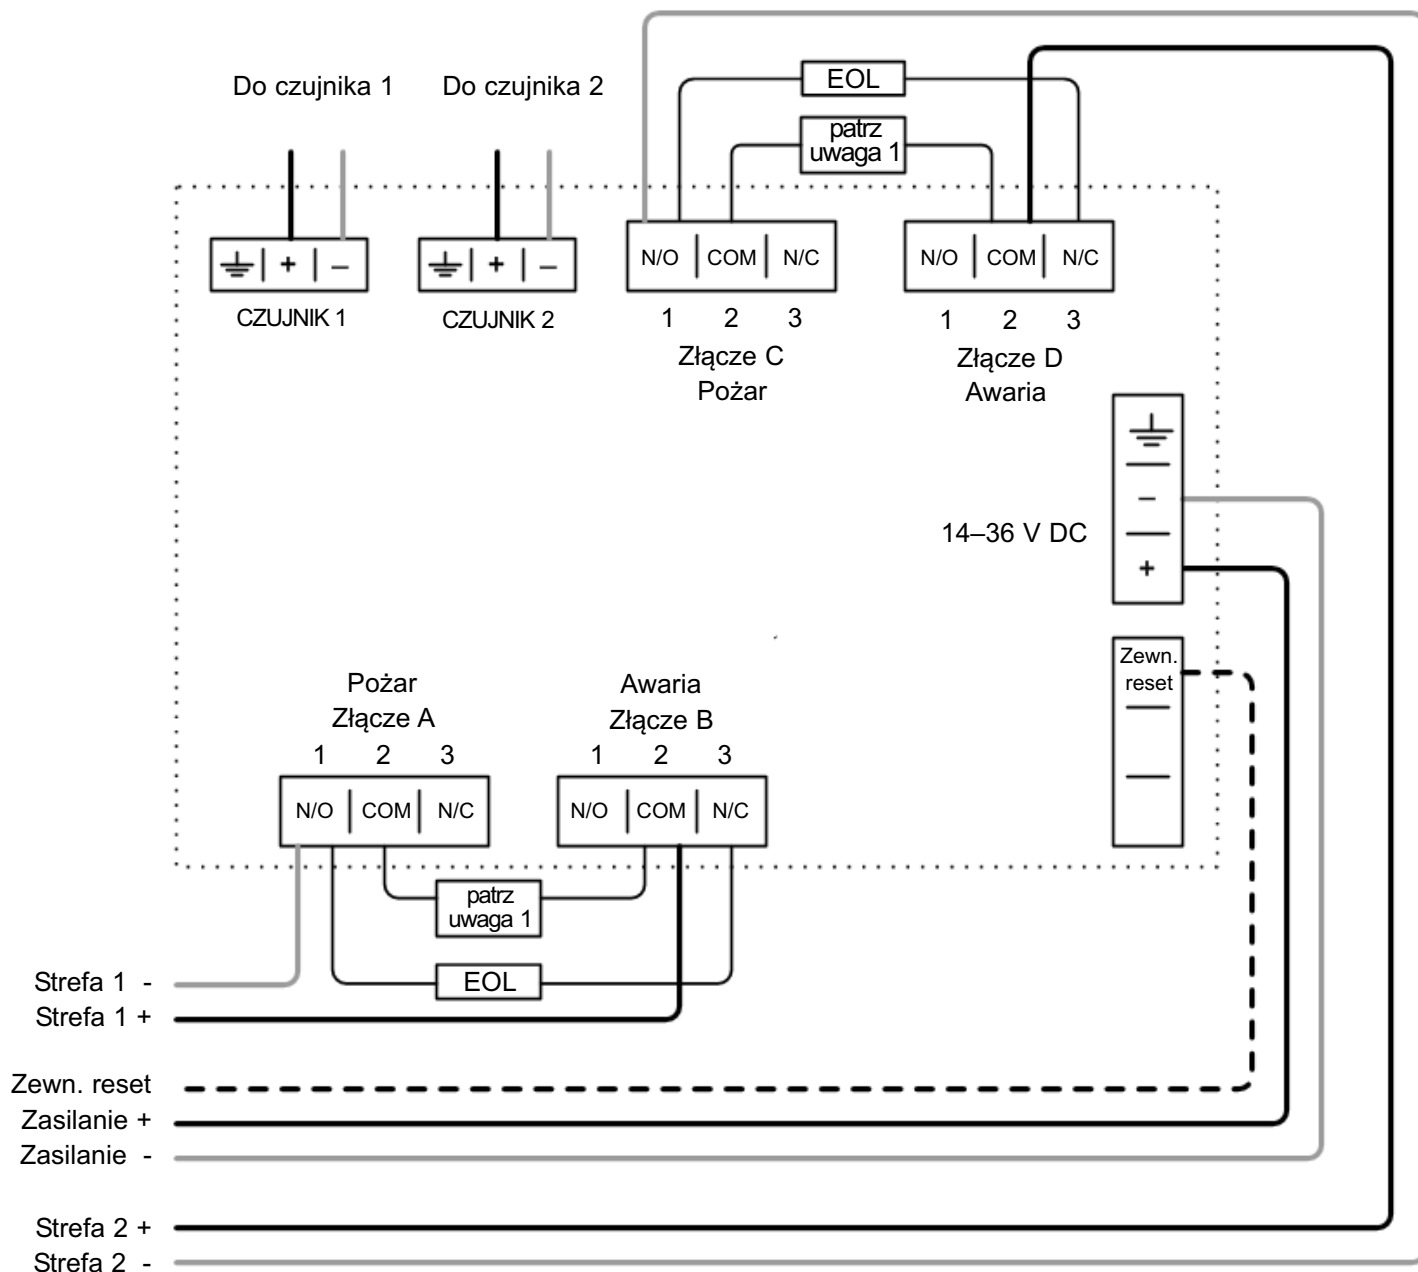 Do czujnika 1
Do czujnika 2
EOL
patrz
uwaga 1
+ –
CZUJNIK 1
+ –
CZUJNIK 2
N/O COM N/C
1 2 3
Złącze C
Pożar
N/O COM N/C
1 2 3
Złącze D
Awaria
14–36 V DC
–
+
Zewn.
reset
Pożar
Złącze A
1 2 3
N/O COM N/C
Awaria
Złącze B
1 2 3
N/O COM N/C
patrz
uwaga 1
EOL
Strefa 1 -
Strefa 1 +
Zewn. reset
Zasilanie +
Zasilanie -
Strefa 2 +
Strefa 2 -